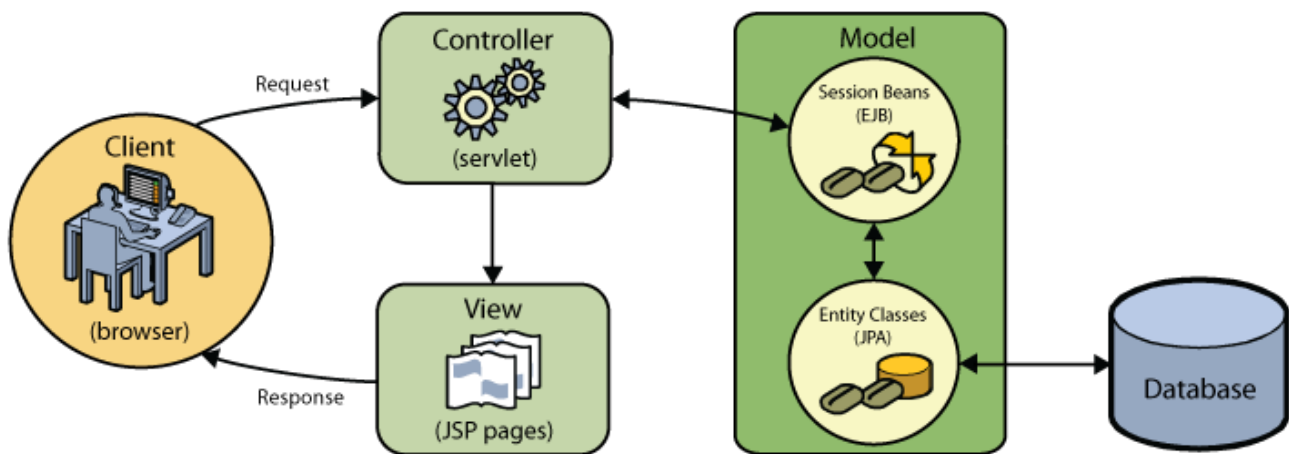 Controller
(servlet)
Request
Client
(browser)
View
(JSP pages)
Response
Model
Session Beans
(EJB)
Entity Classes
(JPA)
Database